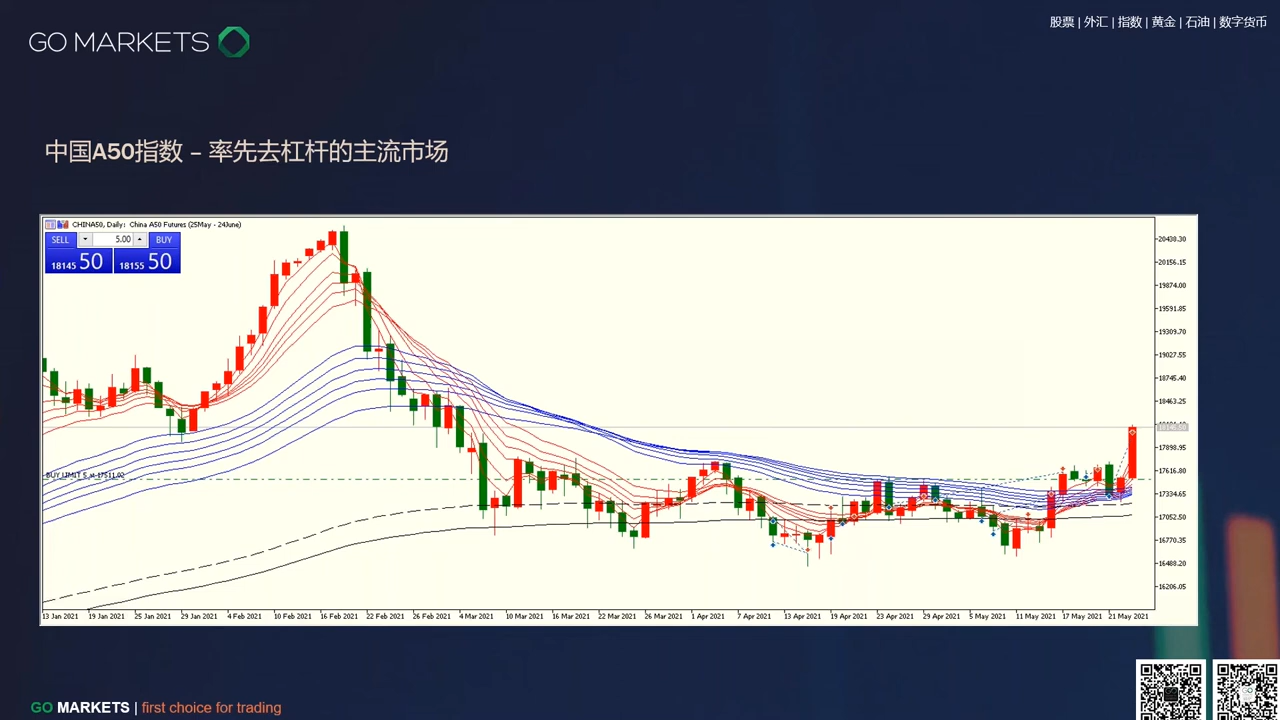 GO MARKETS
股票 | 外汇 | 指数 | 黄金 | 石油 | 数字货币
中国A50指数 – 率先去杠杆的主流市场
CHINA50, Daily: China A50 Futures (25May - 24June)
SELL 5.00 BUY
18145 50 18155 50
20438.30
20156.15
19874.00
19591.85
19309.70
19027.55
18745.40
18463.25
17898.95
17616.80
BUY LIMIT 5 at 17511.02
17334.65
17052.50
16770.35
16488.20
16206.05
13 Jan 2021 19 Jan 2021 25 Jan 2021 29 Jan 2021 4 Feb 2021 10 Feb 2021 16 Feb 2021 22 Feb 2021 26 Feb 2021 4 Mar 2021 10 Mar 2021 16 Mar 2021 22 Mar 2021 26 Mar 2021 1 Apr 2021 7 Apr 2021 13 Apr 2021 19 Apr 2021 23 Apr 2021 29 Apr 2021 5 May 2021 11 May 2021 17 May 2021 21 May 2021
GO MARKETS | first choice for trading